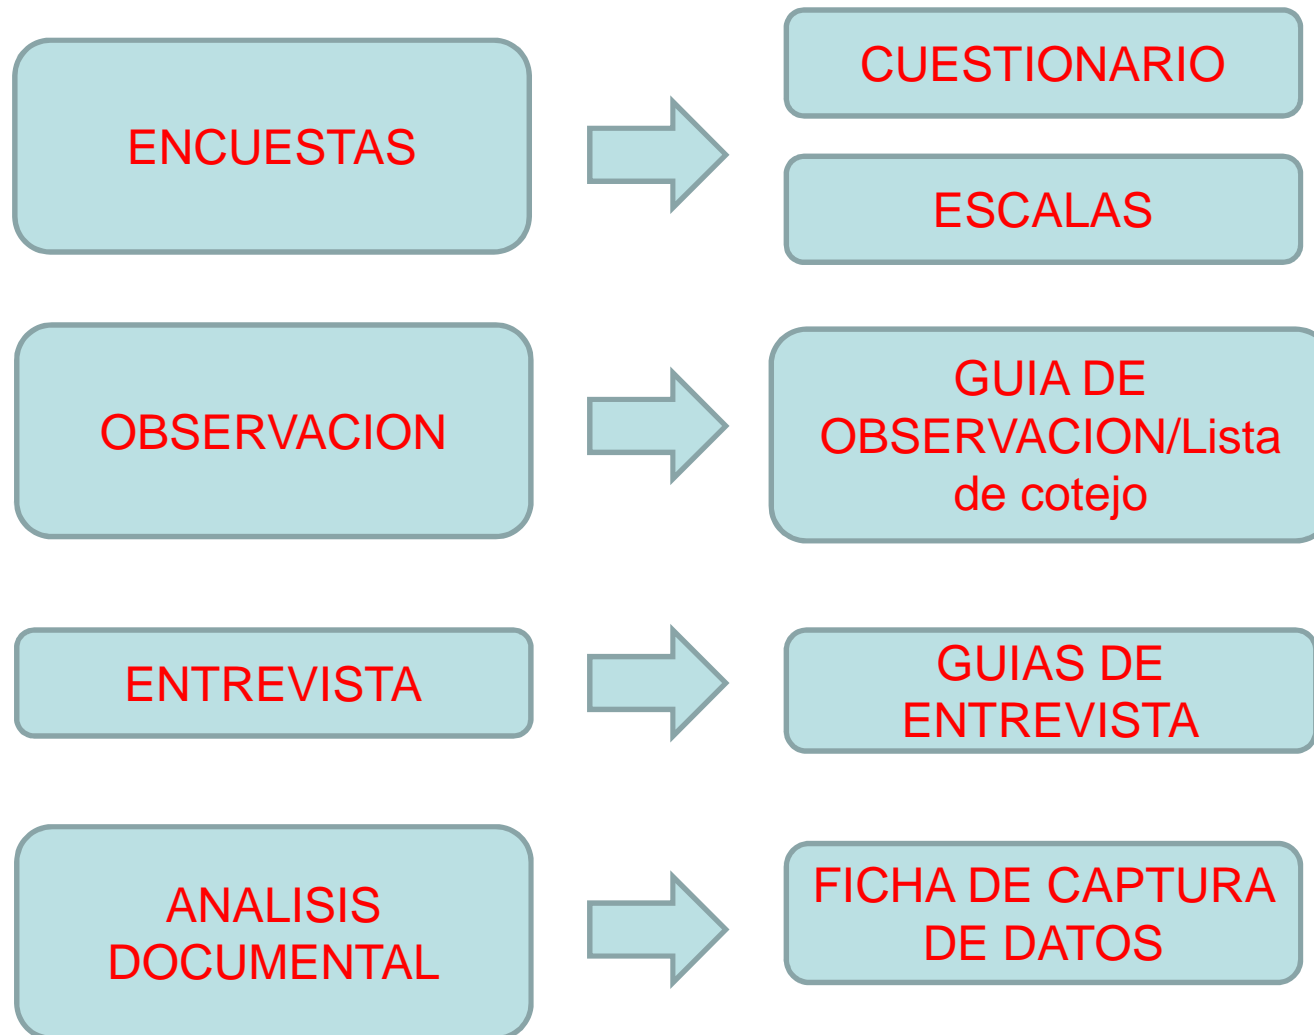 ENCUESTAS
CUESTIONARIO
ESCALAS
OBSERVACION
GUIA DE
OBSERVACION/Lista
de cotejo
ENTREVISTA
GUIAS DE
ENTREVISTA
ANALISIS
DOCUMENTAL
FICHA DE CAPTURA
DE DATOS